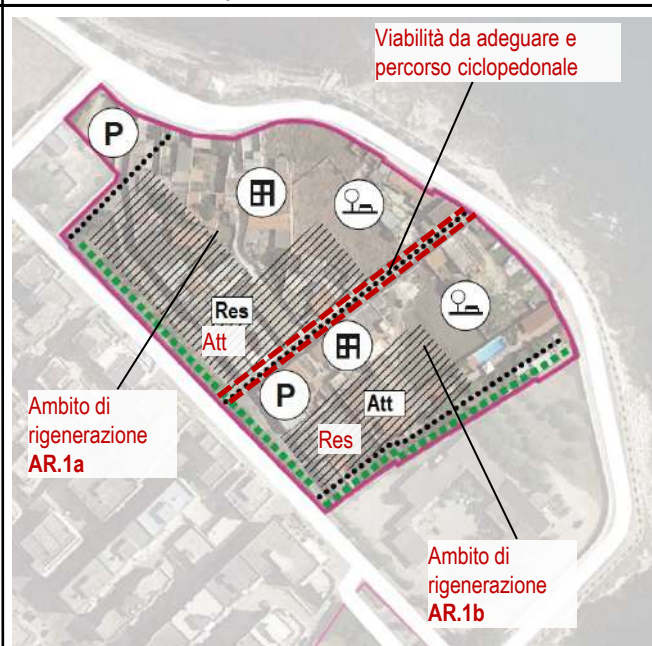 Viabilità da adeguare e
percorso ciclopedonale
P
Res
Att
P
Att
Res
Ambito di
rigenerazione
AR.1a
Ambito di
rigenerazione
AR.1b